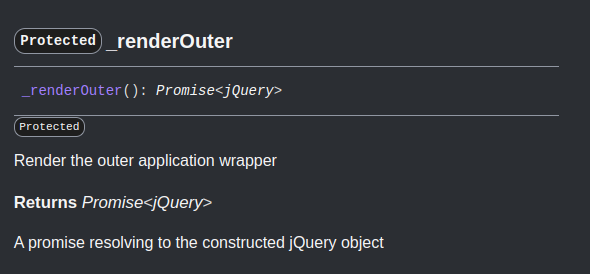 Protected _renderOuter
_renderOuter(): Promise<jQuery>
Protected
Render the outer application wrapper
Returns Promise<jQuery>
A promise resolving to the constructed jQuery object